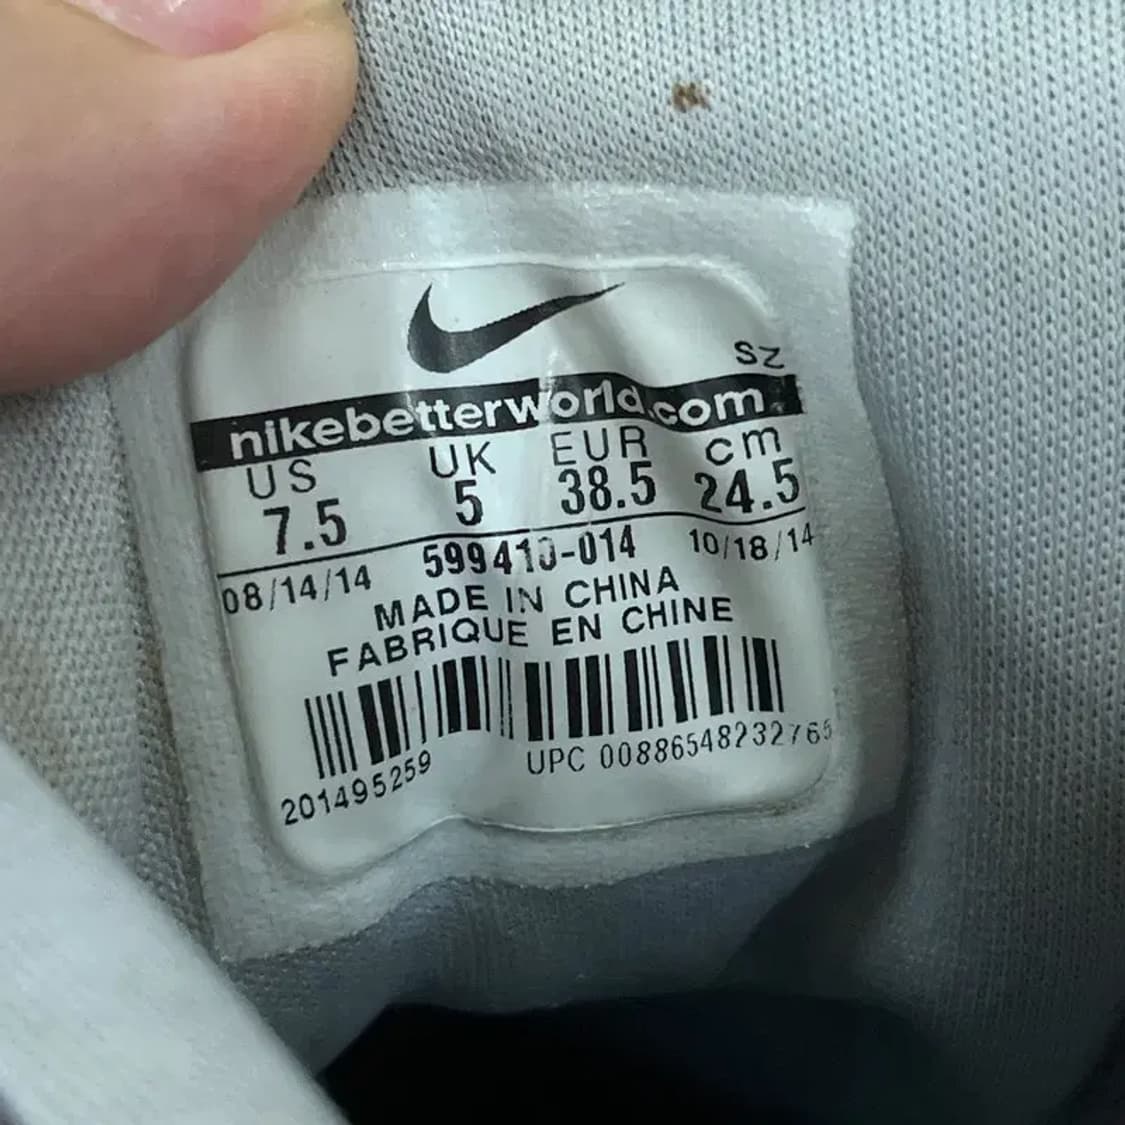 SZ
nikebetterworld.com
US UK EUR cm
7.5 5 38.5 24.5
08/14/14 599410-014 10/18/14
MADE IN CHINA
FABRIQUE EN CHINE
201495259 UPC 00886548232765